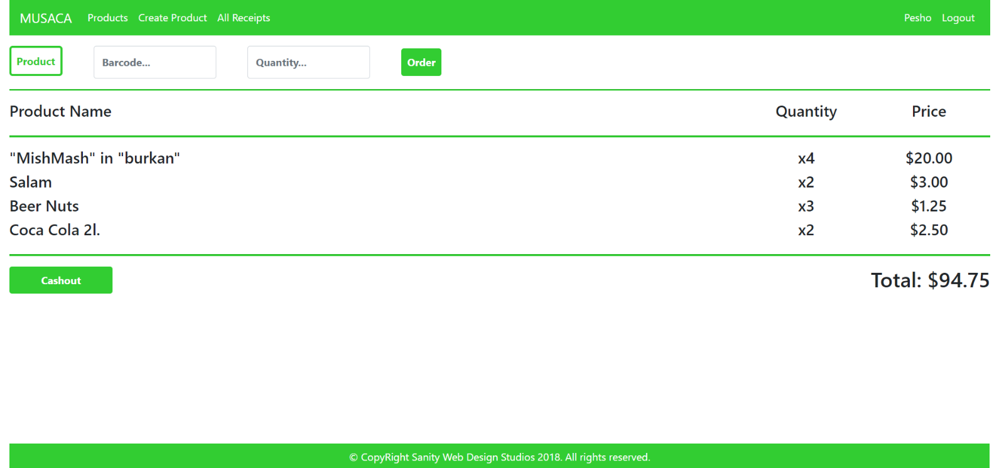 MUSACA Products Create Product All Receipts Pesho Logout
Product Barcode... Quantity... Order
Product Name Quantity Price
"MishMash" in "burkan" x4 $20.00
Salam x2 $3.00
Beer Nuts x3 $1.25
Coca Cola 2l. x2 $2.50
Cashout Total: $94.75
© CopyRight Sanity Web Design Studios 2018. All rights reserved.